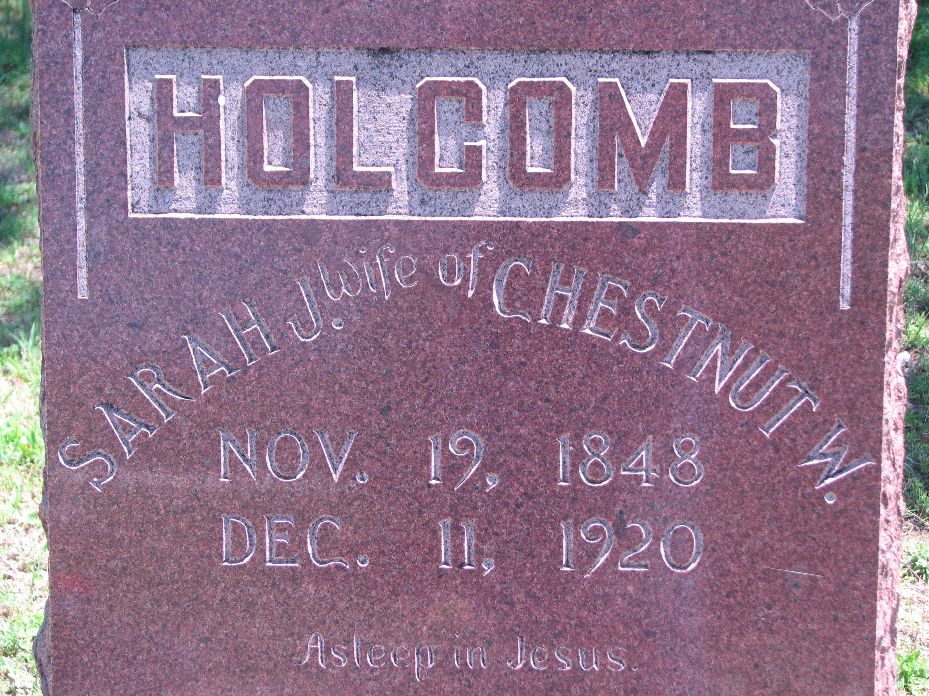 HOLCOMB
SARAH J. Wife of CHESTNUT W.
NOV. 19, 1848
DEC. 11, 1920
Asleep in Jesus.